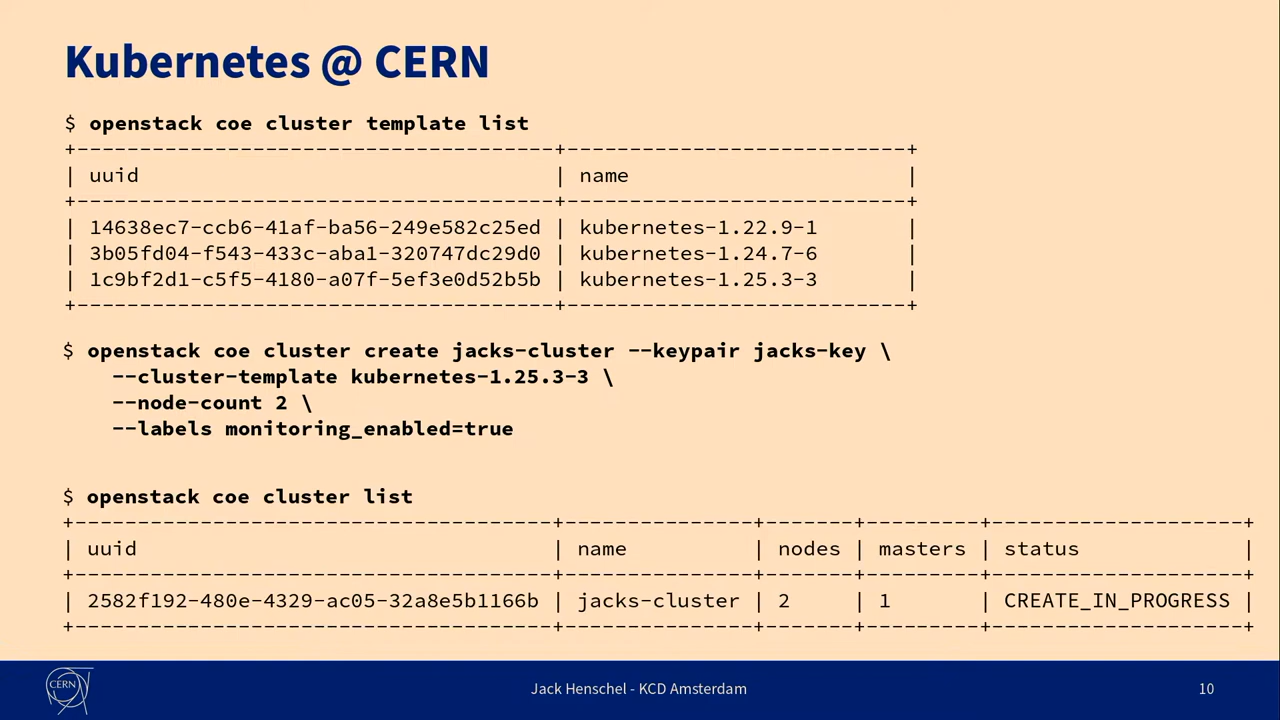 Kubernetes @ CERN
$ openstack coe cluster template list
+--------------------------------------+---------------------------+
| uuid                                 | name                      |
+--------------------------------------+---------------------------+
| 14638ec7-ccb6-41af-ba56-249e582c25ed | kubernetes-1.22.9-1       |
| 3b05fd04-f543-433c-aba1-320747dc29d0 | kubernetes-1.24.7-6       |
| 1c9bf2d1-c5f5-4180-a07f-5ef3e0d52b5b | kubernetes-1.25.3-3       |
+--------------------------------------+---------------------------+
$ openstack coe cluster create jacks-cluster --keypair jacks-key \
    --cluster-template kubernetes-1.25.3-3 \
    --node-count 2 \
    --labels monitoring_enabled=true
$ openstack coe cluster list
+--------------------------------------+---------------+-------+---------+--------------------+
| uuid                                 | name          | nodes | masters | status             |
+--------------------------------------+---------------+-------+---------+--------------------+
| 2582f192-480e-4329-ac05-32a8e5b1166b | jacks-cluster | 2     | 1       | CREATE_IN_PROGRESS |
+--------------------------------------+---------------+-------+---------+--------------------+
CERN
Jack Henschel - KCD Amsterdam
10